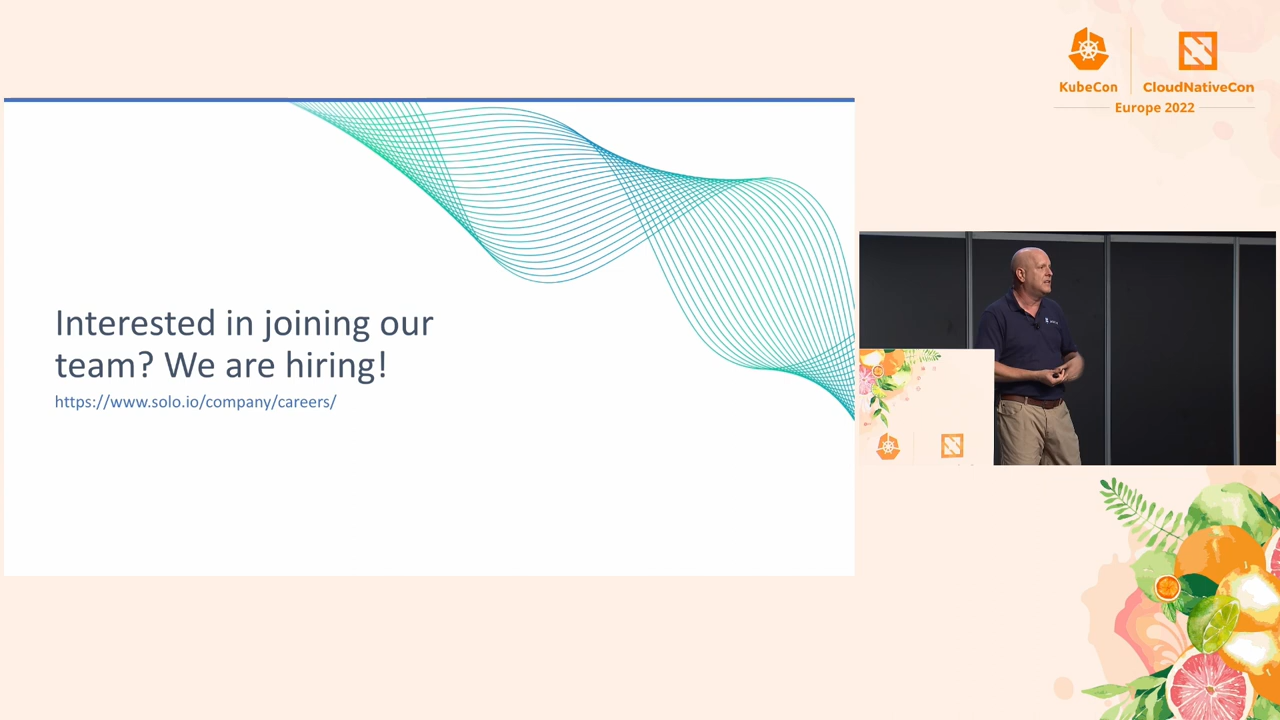 KubeCon
CloudNativeCon
Europe 2022
Interested in joining our
team? We are hiring!
https://www.solo.io/company/careers/